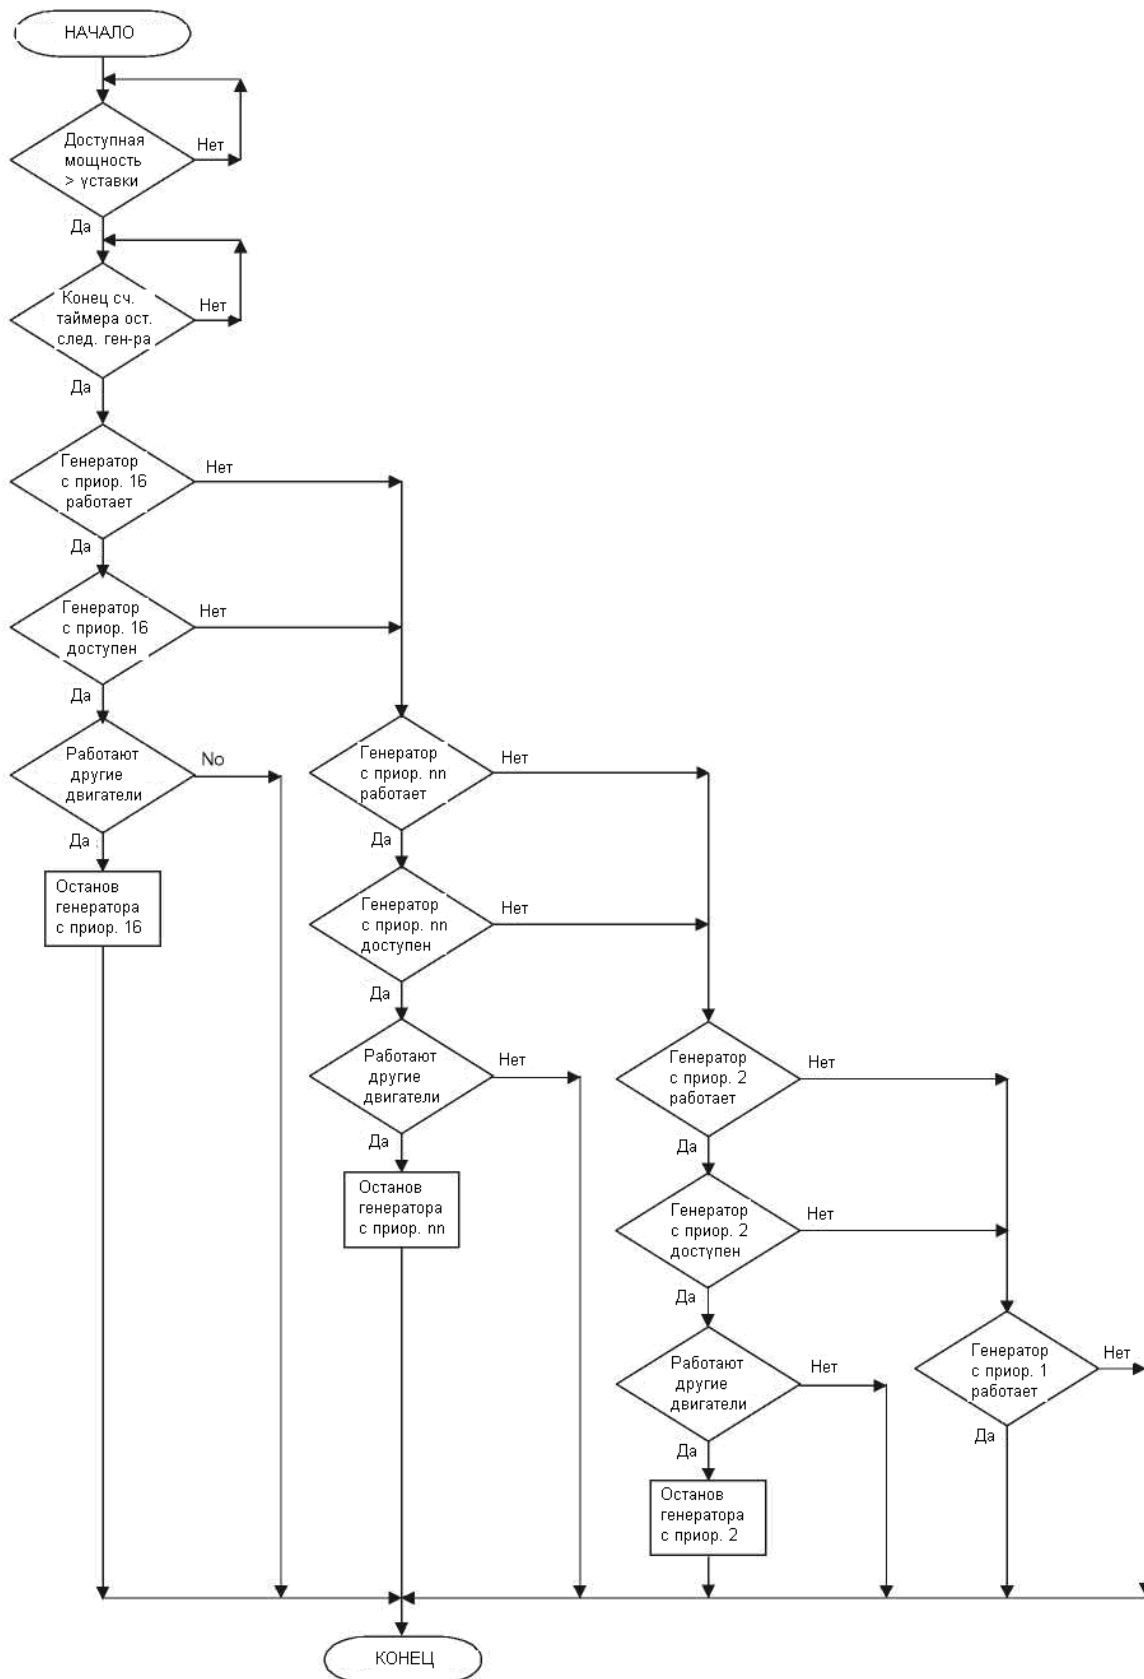 НАЧАЛО
Доступная
мощность
> уставки
Нет
Да
Конец сч.
таймера ост.
след. ген-ра
Нет
Да
Генератор
с приор. 16
работает
Нет
Да
Генератор
с приор. 16
доступен
Нет
Да
Работают
другие
двигатели
No
Да
Останов
генератора
с приор. 16
Генератор
с приор. nn
работает
Нет
Да
Генератор
с приор. nn
доступен
Нет
Да
Работают
другие
двигатели
Нет
Да
Останов
генератора
с приор. nn
Генератор
с приор. 2
работает
Нет
Да
Генератор
с приор. 2
доступен
Нет
Да
Работают
другие
двигатели
Нет
Да
Останов
генератора
с приор. 2
Генератор
с приор. 1
работает
Нет
Да
КОНЕЦ